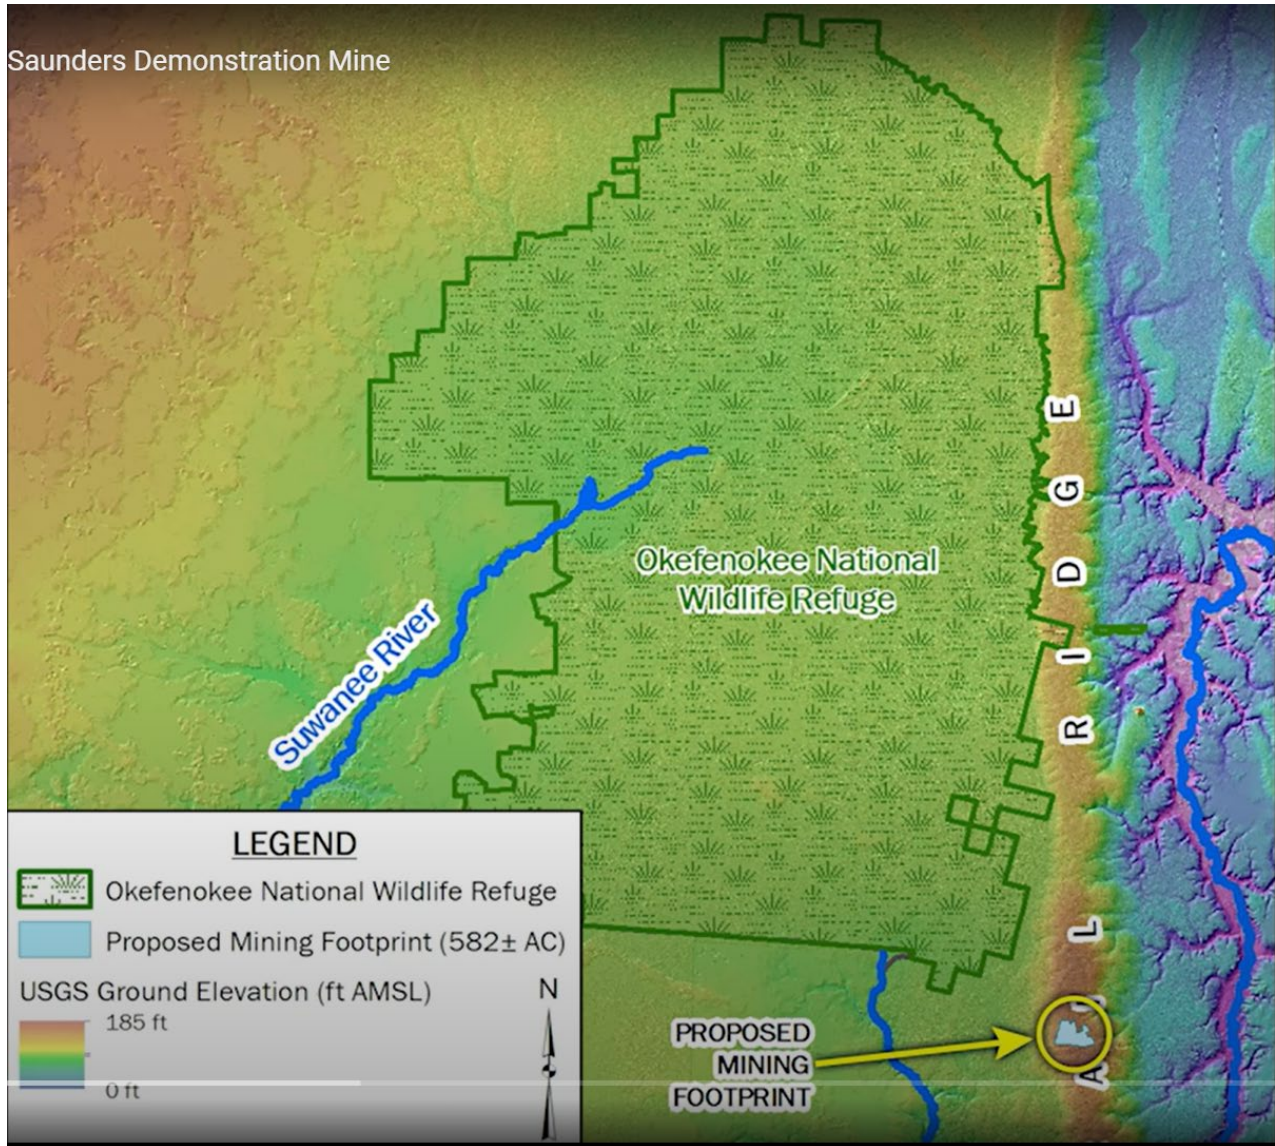 Saunders Demonstration Mine
Okefenokee National
Wildlife Refuge
Suwanee River
E
G
D
I
R
L
I
A
PROPOSED
MINING
FOOTPRINT
LEGEND
Okefenokee National Wildlife Refuge
Proposed Mining Footprint (582± AC)
USGS Ground Elevation (ft AMSL)
N
185 ft
0 ft